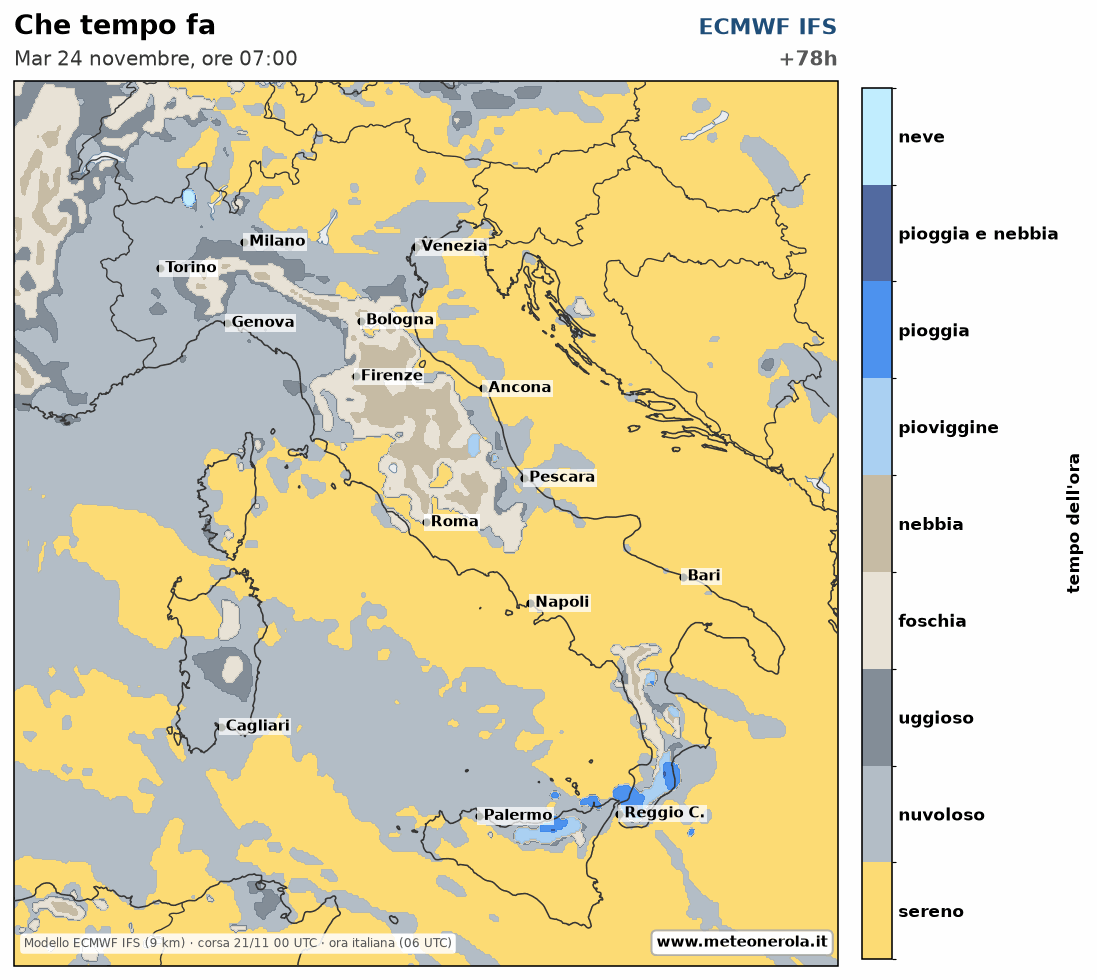 Che tempo fa
ECMWF IFS
Mar 24 novembre, ore 07:00
+78h
neve
pioggia e nebbia
pioggia
pioviggine
nebbia
foschia
uggioso
nuvoloso
sereno
tempo dell'ora
Milano
Venezia
Torino
Genova
Bologna
Firenze
Ancona
Pescara
Roma
Bari
Napoli
Cagliari
Palermo
Reggio C.
Modello ECMWF IFS (9 km) · corsa 21/11 00 UTC · ora italiana (06 UTC)
www.meteonerola.it